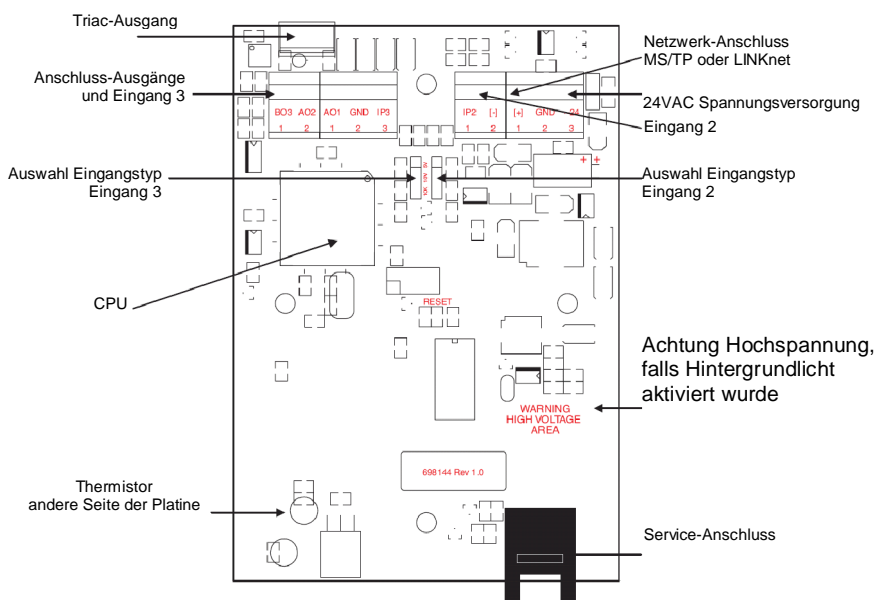 Triac-Ausgang
Netzwerk-Anschluss
MS/TP oder LINKnet
Anschluss-Ausgänge
und Eingang 3
24VAC Spannungsversorgung
Eingang 2
BO3 AO2 AO1 GND IP3
1 2 1 2 3
IP2 [-] [+] GND 24
1 2 1 2 3
Auswahl Eingangstyp
Eingang 3
10K 10V 5V
Auswahl Eingangstyp
Eingang 2
CPU
RESET
Achtung Hochspannung,
falls Hintergrundlicht
aktiviert wurde
WARNING
HIGH VOLTAGE
AREA
698144 Rev 1.0
Thermistor
andere Seite der Platine
Service-Anschluss